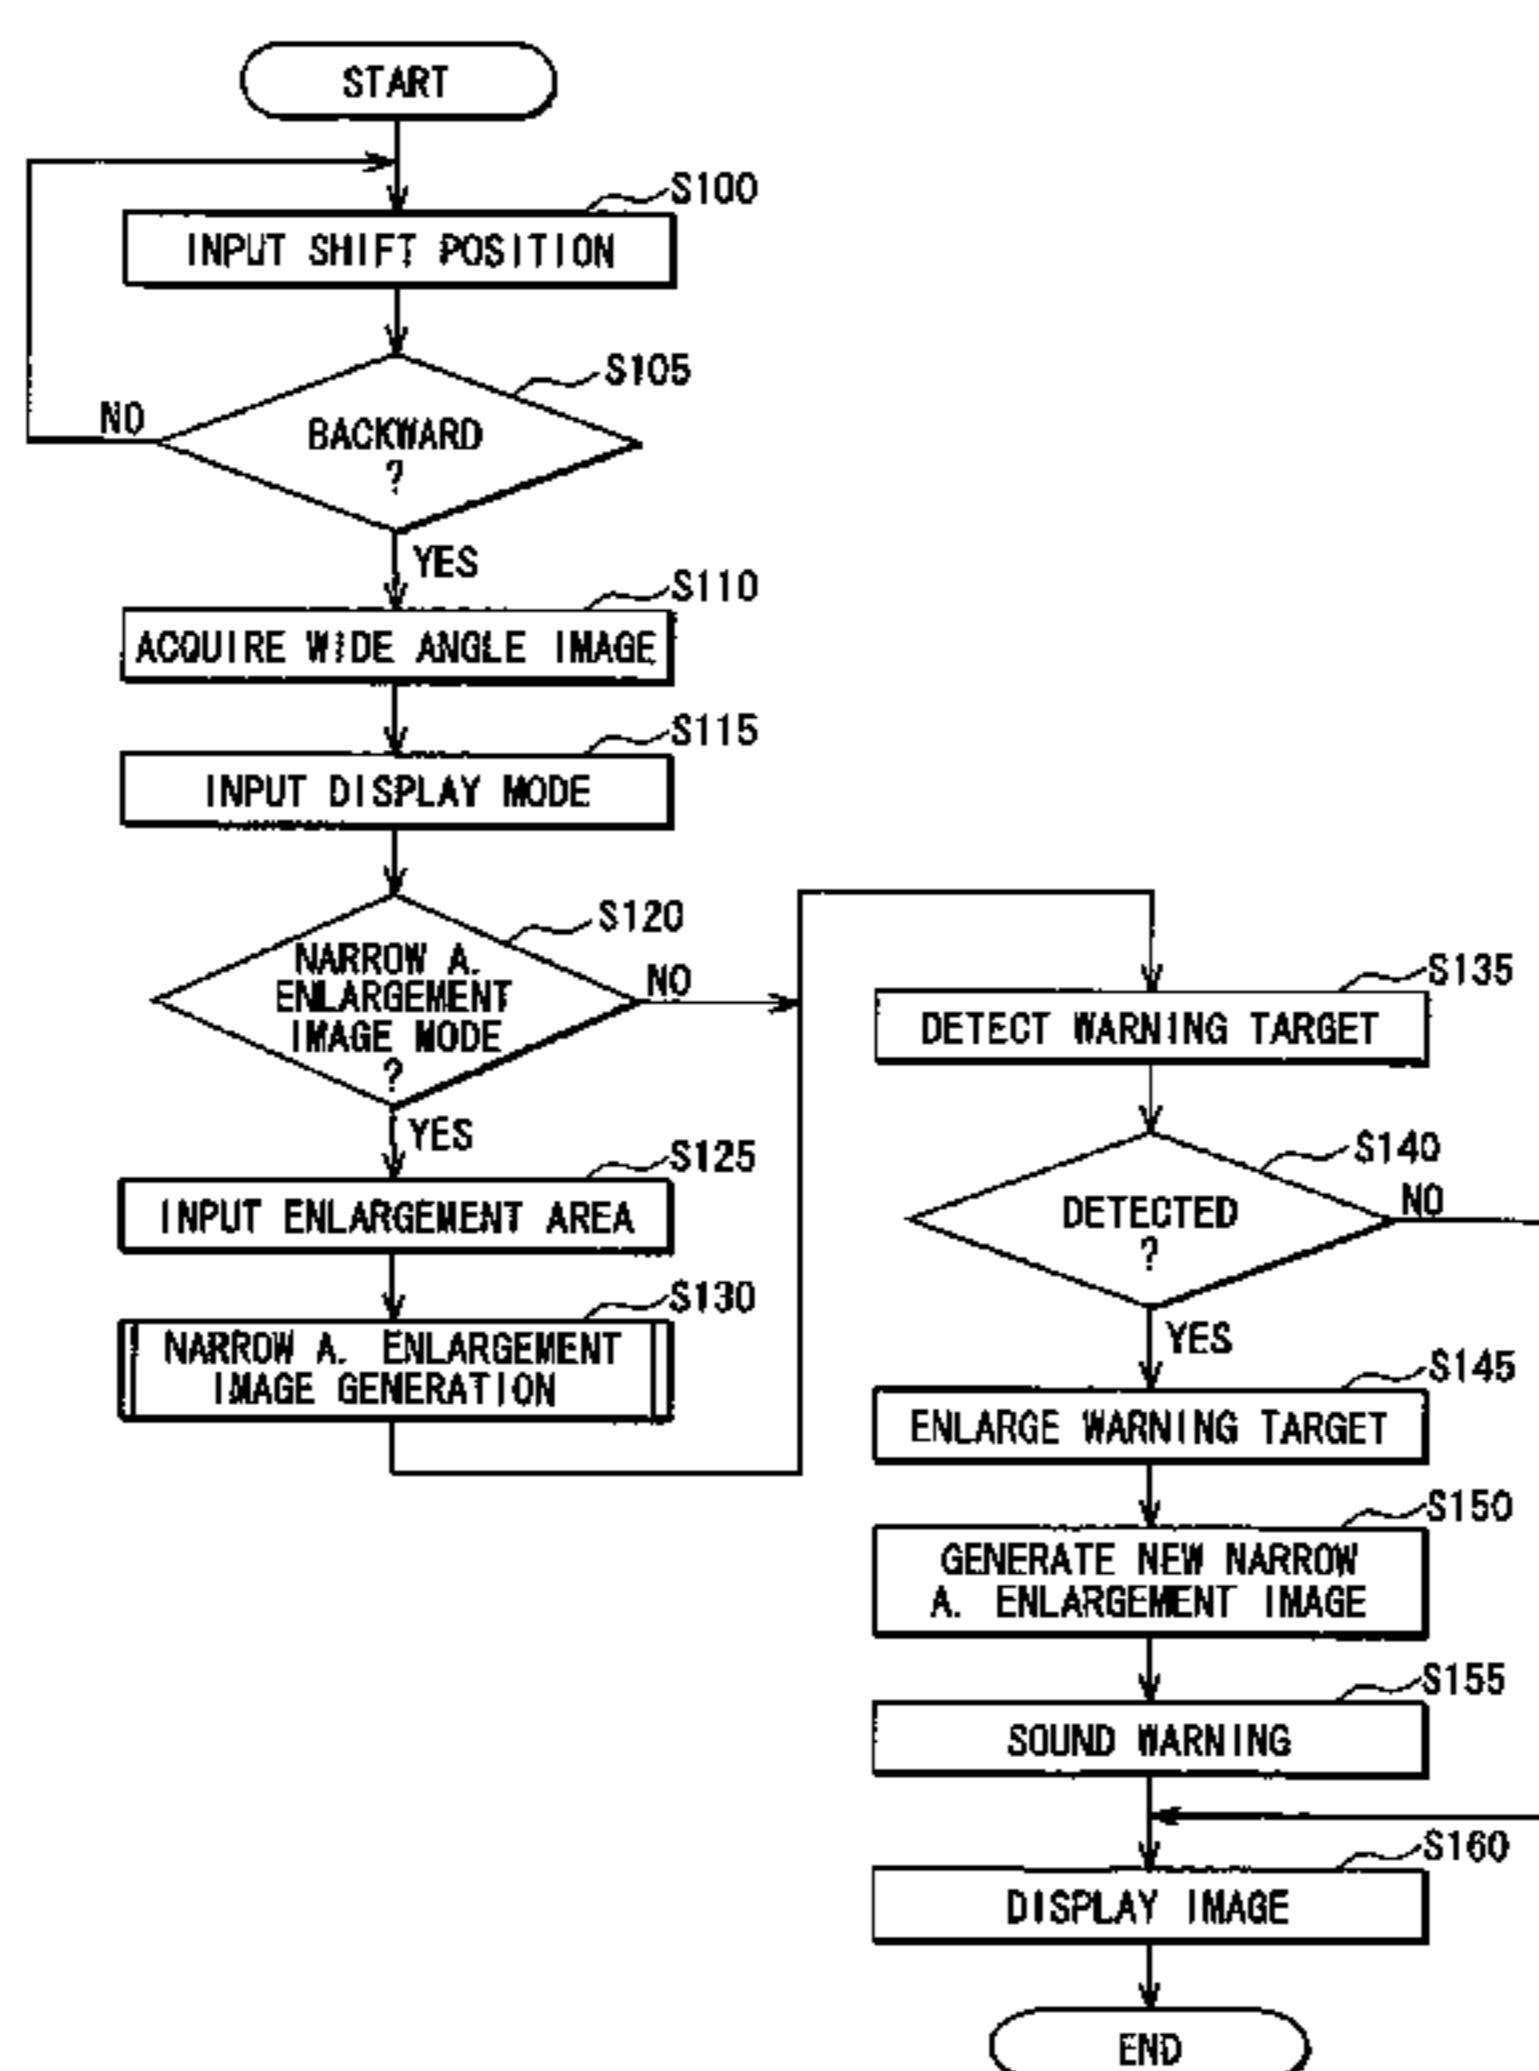 START
S100
INPUT SHIFT POSITION
S105
NO
BACKWARD
?
YES
S110
ACQUIRE WIDE ANGLE IMAGE
S115
INPUT DISPLAY MODE
S120
NARROW A.
ENLARGEMENT
IMAGE MODE
?
NO
YES
S125
INPUT ENLARGEMENT AREA
S130
NARROW A. ENLARGEMENT
IMAGE GENERATION
S135
DETECT WARNING TARGET
S140
DETECTED
?
NO
YES
S145
ENLARGE WARNING TARGET
S150
GENERATE NEW NARROW
A. ENLARGEMENT IMAGE
S155
SOUND WARNING
S160
DISPLAY IMAGE
END